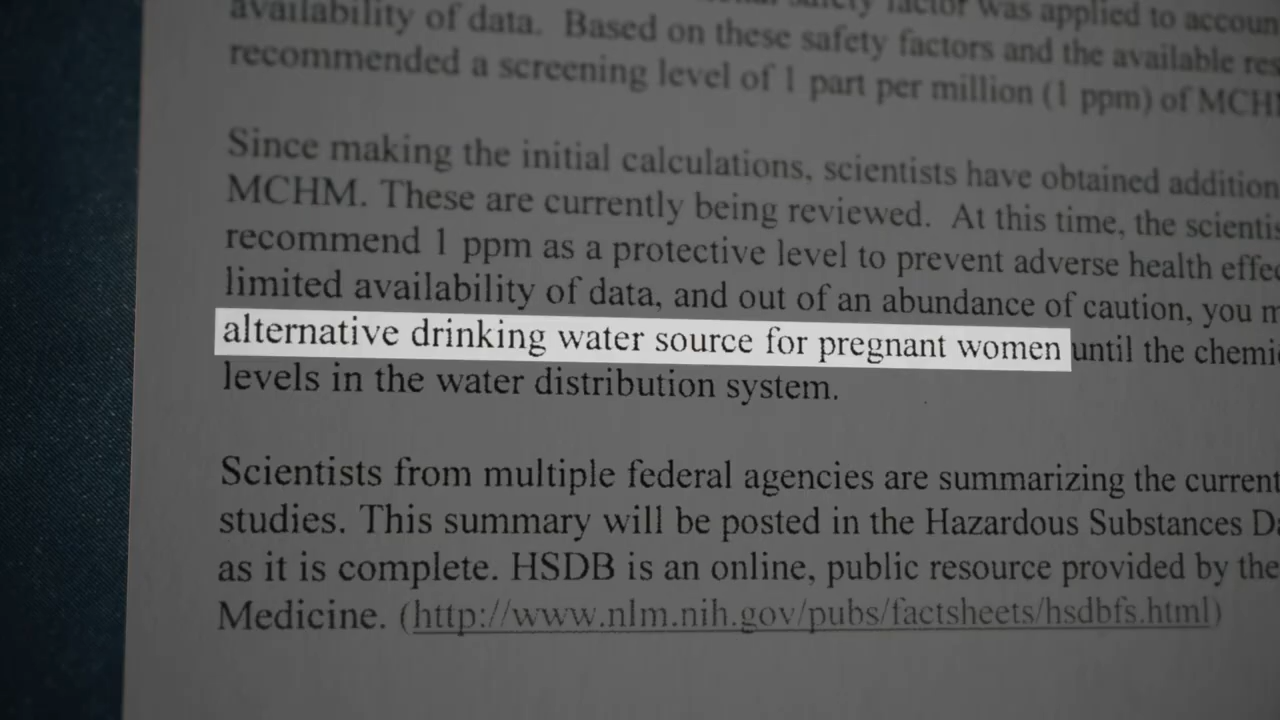 availability of data. Based on these safety factors and the available
recommended a screening level of 1 part per million (1 ppm) of
Since making the initial calculations, scientists have obtained
MCHM. These are currently being reviewed. At this time, the
recommend 1 ppm as a protective level to prevent adverse health
limited availability of data, and out of an abundance of caution, you
alternative drinking water source for pregnant women until the
levels in the water distribution system.
Scientists from multiple federal agencies are summarizing the current
studies. This summary will be posted in the Hazardous Substances
as it is complete. HSDB is an online, public resource provided by the
Medicine. (http://www.nlm.nih.gov/pubs/factsheets/hsdbfs.html)